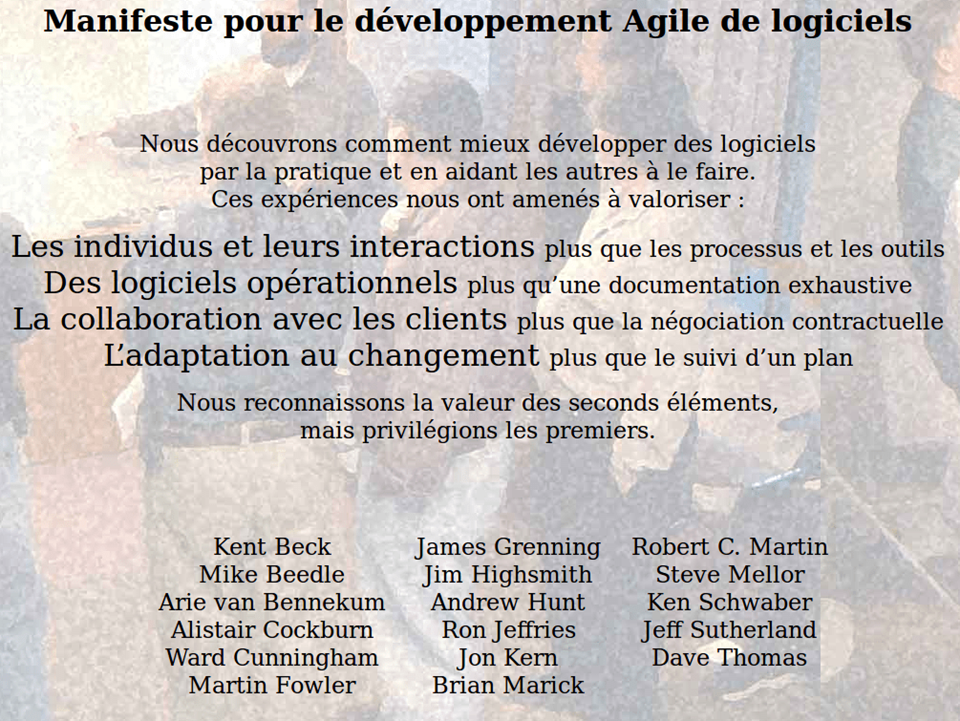 Manifeste pour le développement Agile de logiciels
Nous découvrons comment mieux développer des logiciels
par la pratique et en aidant les autres à le faire.
Ces expériences nous ont amenés à valoriser :
Les individus et leurs interactions plus que les processus et les outils
Des logiciels opérationnels plus qu’une documentation exhaustive
La collaboration avec les clients plus que la négociation contractuelle
L’adaptation au changement plus que le suivi d’un plan
Nous reconnaissons la valeur des seconds éléments,
mais privilégions les premiers.
Kent Beck
Mike Beedle
Arie van Bennekum
Alistair Cockburn
Ward Cunningham
Martin Fowler
James Grenning
Jim Highsmith
Andrew Hunt
Ron Jeffries
Jon Kern
Brian Marick
Robert C. Martin
Steve Mellor
Ken Schwaber
Jeff Sutherland
Dave Thomas